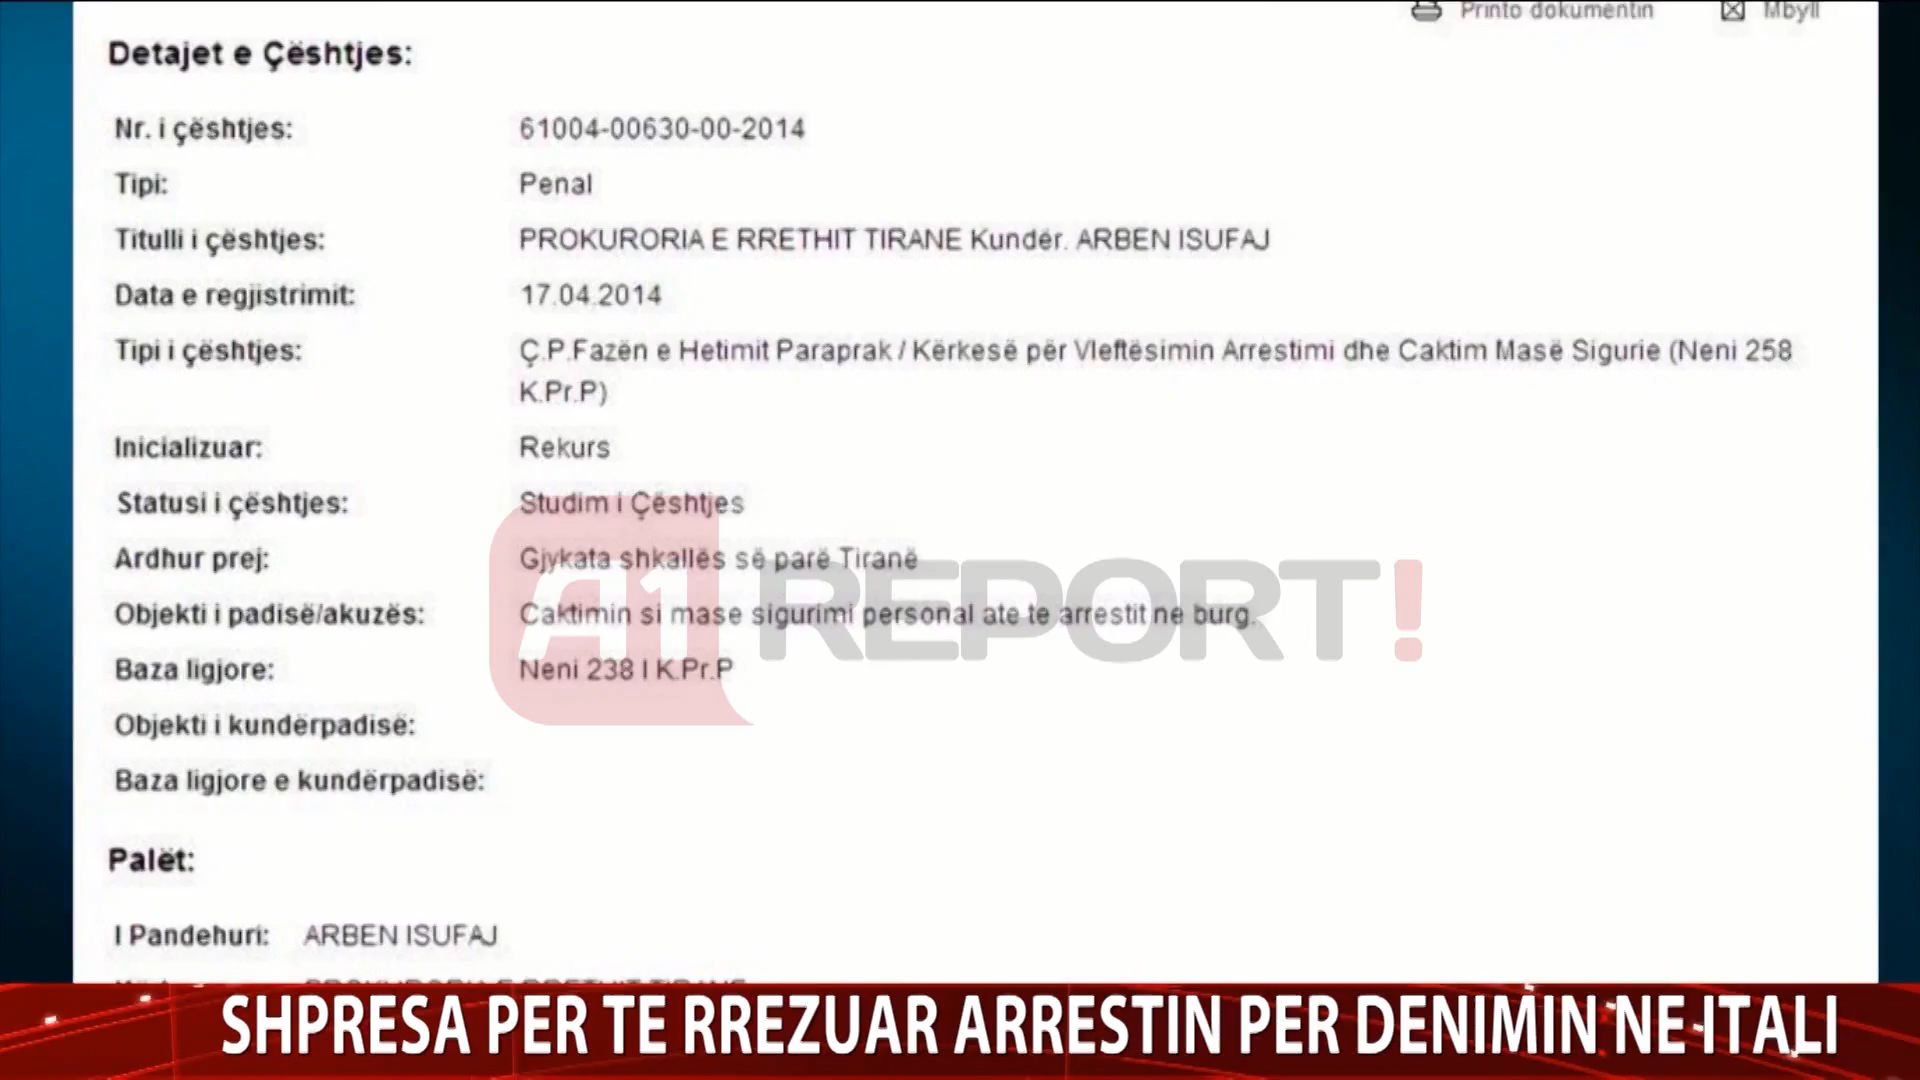 Printo dokumentin Mbyll
Detajet e Çështjes:
Nr. i çështjes: 61004-00630-00-2014
Tipi: Penal
Titulli i çështjes: PROKURORIA E RRETHIT TIRANE Kundër. ARBEN ISUFAJ
Data e regjistrimit: 17.04.2014
Tipi i çështjes: Ç.P.Fazën e Hetimit Paraprak / Kërkesë për Vleftësimin Arrestimi dhe Caktim Masë Sigurie (Neni 258
K.Pr.P)
Inicializuar: Rekurs
Statusi i çështjes: Studim i Çështjes
Ardhur prej: Gjykata shkallës së parë Tiranë
Objekti i padisë/akuzës: Caktimin si mase sigurimi personal ate te arrestit ne burg.
A1 REPORT!
Baza ligjore: Neni 238 I K.Pr.P
Objekti i kundërpadisë:
Baza ligjore e kundërpadisë:
Palët:
I Pandehuri: ARBEN ISUFAJ
PROKURORIA E RRETHIT TIRANE
SHPRESA PER TE RREZUAR ARRESTIN PER DENIMIN NE ITALI